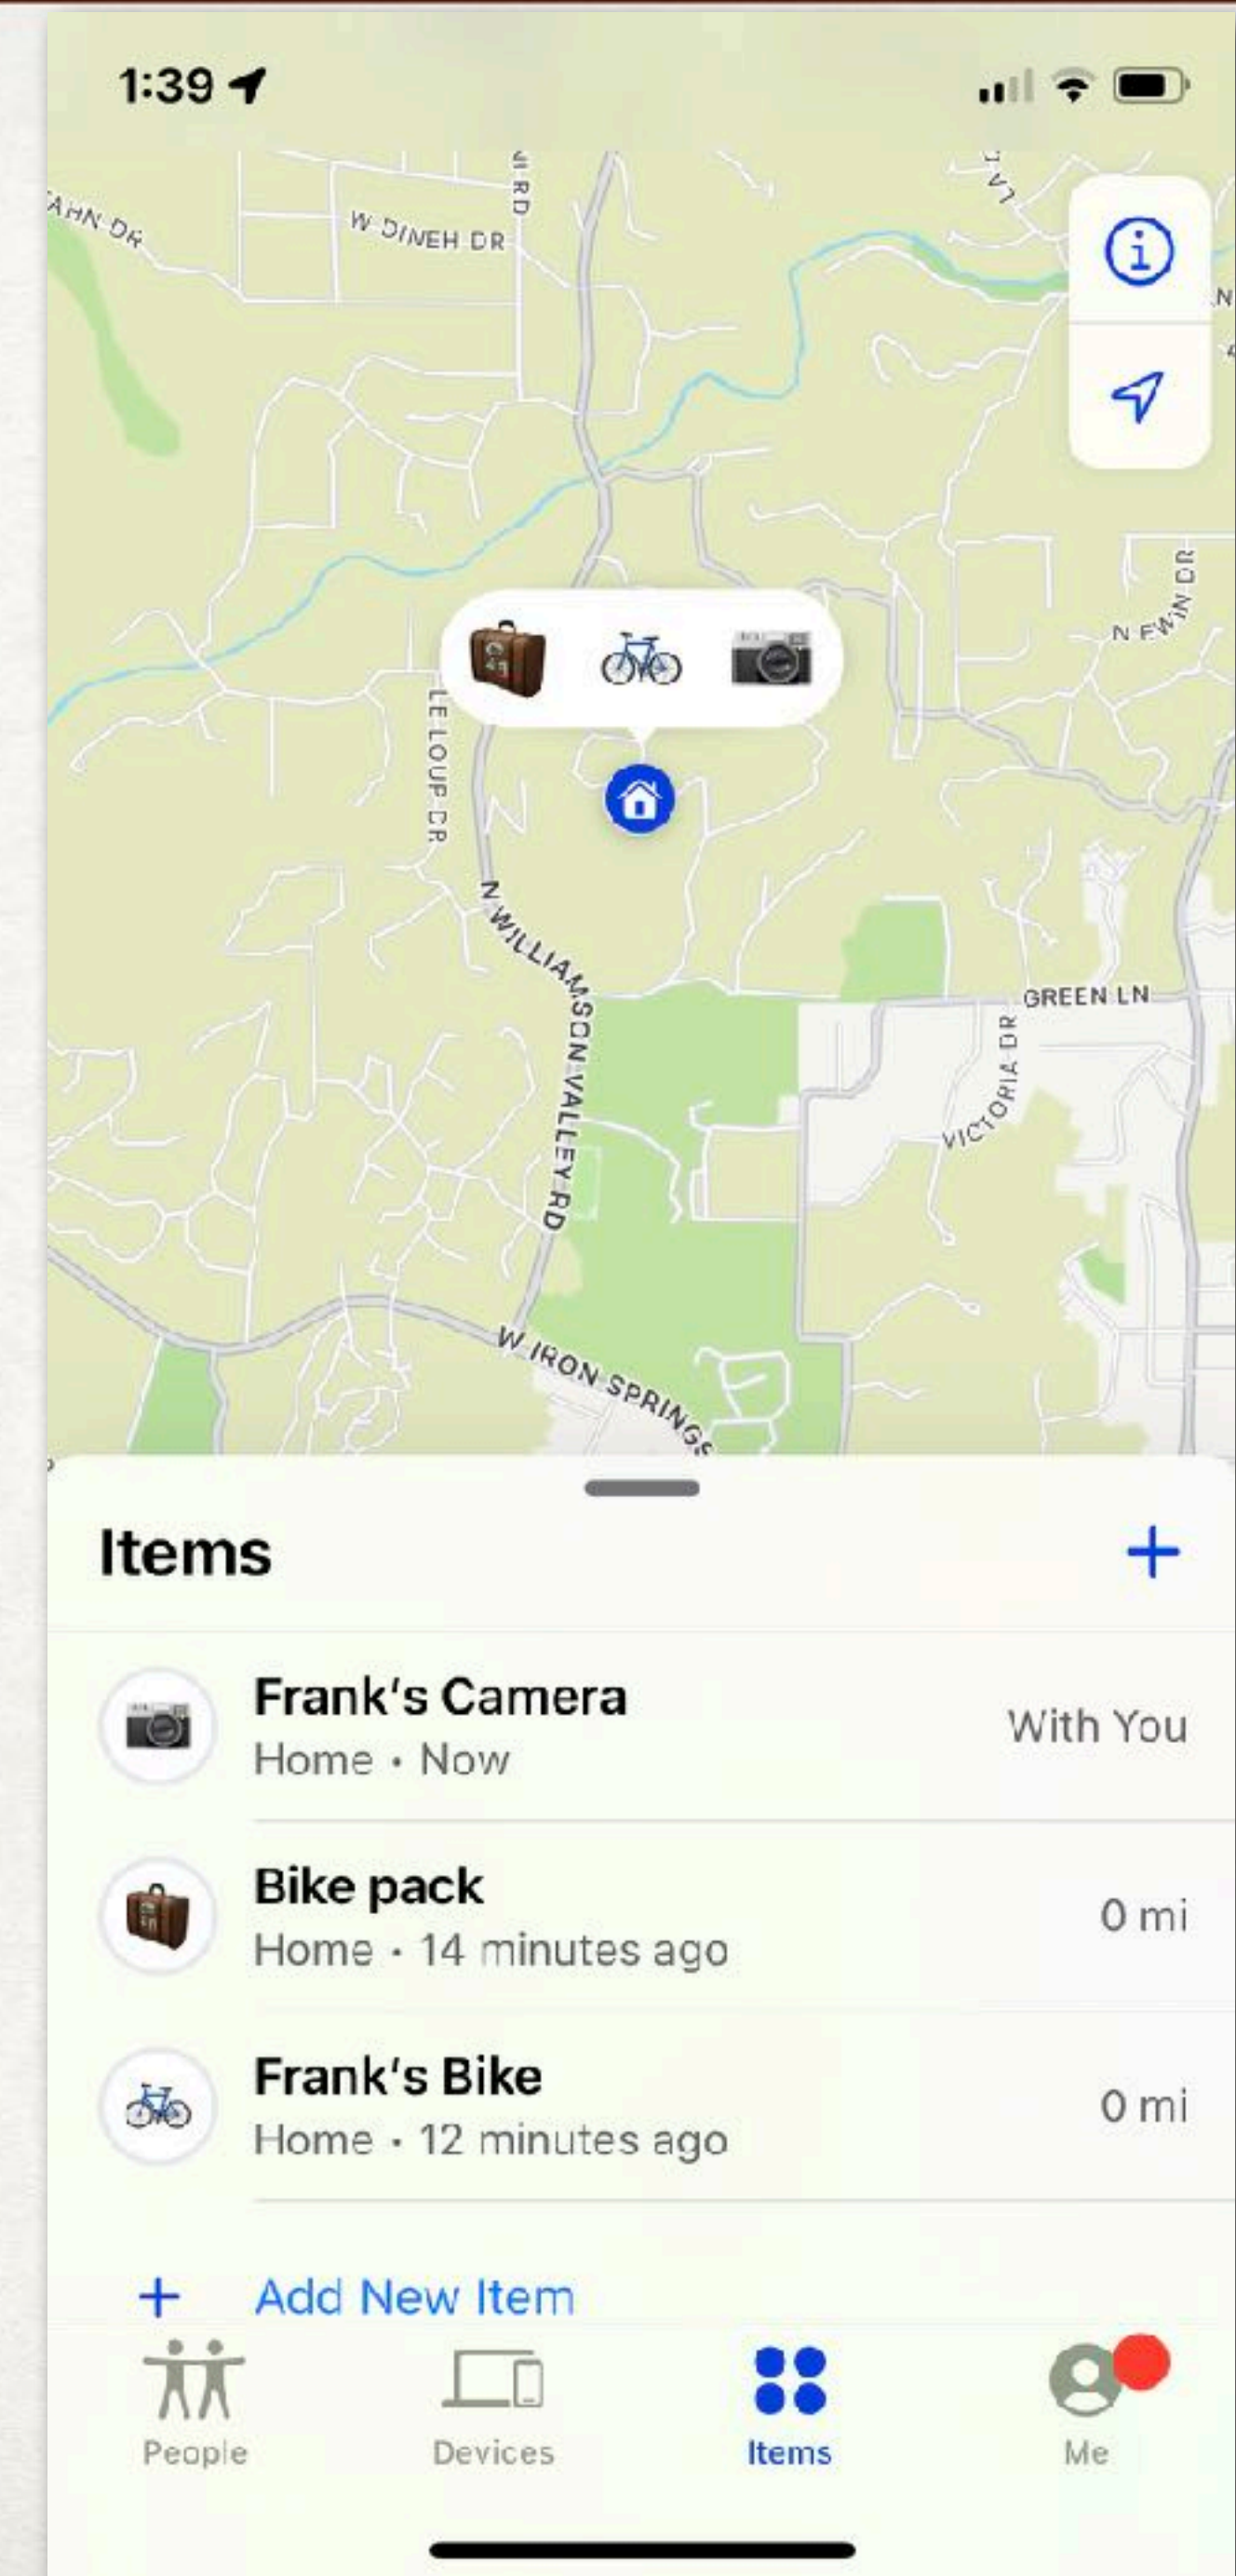 1:39
W DINEH DR
LE LOUP DR
N WILLIAMSON VALLEY RD
GREEN LN
VICTORIA DR
W IRON SPRINGS
Items
Frank's Camera
Home • Now
With You
Bike pack
Home • 14 minutes ago
0 mi
Frank's Bike
Home • 12 minutes ago
0 mi
Add New Item
People
Devices
Items
Me